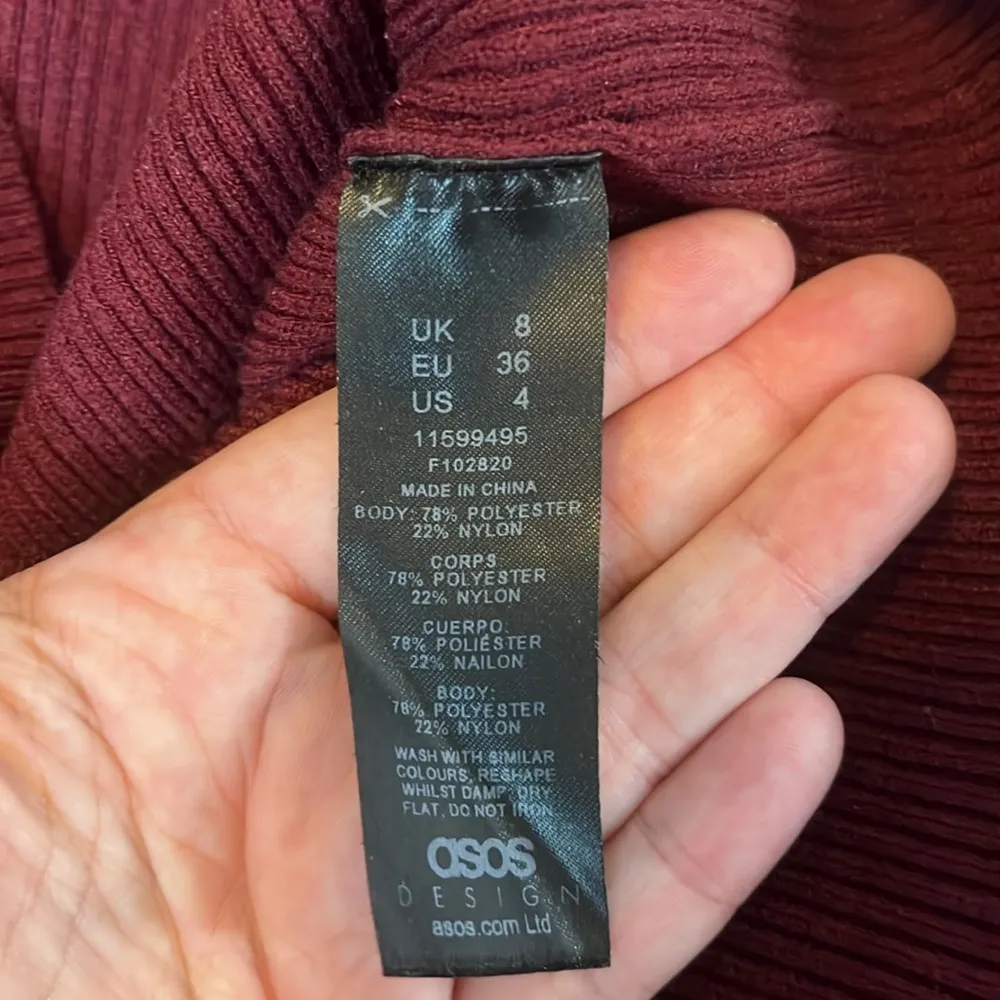 UK 8
EU 36
US 4
11599495
F102820
MADE IN CHINA
BODY: 78% POLYESTER
22% NYLON
CORPS
78% POLYESTER
22% NYLON
CUERPO:
78% POLIÉSTER
22% NAILON
BODY:
78% POLYESTER
22% NYLON
WASH WITH SIMILAR
COLOURS, RESHAPE
WHILST DAMP, DRY
FLAT, DO NOT IRON
asos
DESIGN
asos.com Ltd